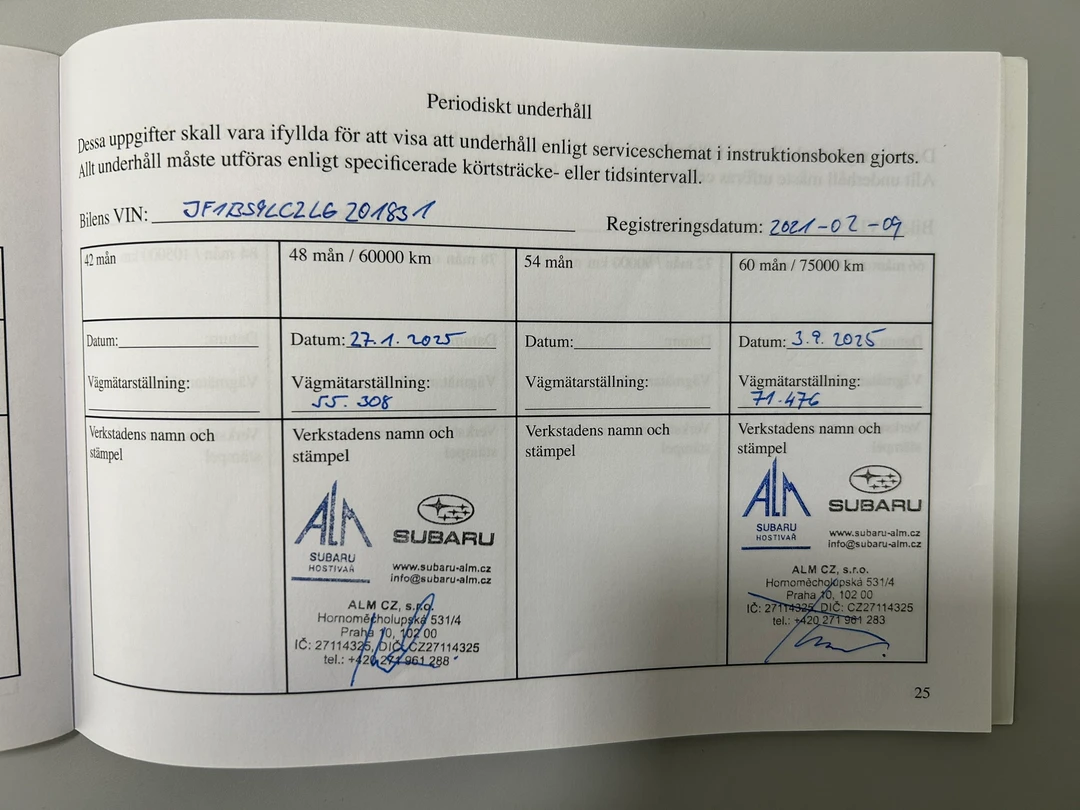 Periodiskt underhåll
Dessa uppgifter skall vara ifyllda för att visa att underhåll enligt serviceschemat i instruktionsboken gjorts.
Allt underhåll måste utföras enligt specificerade körtsträcke- eller tidsintervall.
Bilens VIN: JF1BS9LC2LG201831
Registreringsdatum: 2021-02-09
42 mån
Datum:
Vägmätarställning:
Verkstadens namn och
stämpel
48 mån / 60000 km
Datum: 27.1.2025
Vägmätarställning:
55.308
Verkstadens namn och
stämpel
ALM
SUBARU
HOSTIVAŘ
SUBARU
www.subaru-alm.cz
info@subaru-alm.cz
ALM CZ, s.r.o.
Hornoměcholupská 531/4
Praha 10, 102 00
IČ: 27114325, DIČ: CZ27114325
tel.: +420 271 961 288
54 mån
Datum:
Vägmätarställning:
Verkstadens namn och
stämpel
60 mån / 75000 km
Datum: 3.9.2025
Vägmätarställning:
71.476
Verkstadens namn och
stämpel
ALM
SUBARU
HOSTIVAŘ
SUBARU
www.subaru-alm.cz
info@subaru-alm.cz
ALM CZ, s.r.o.
Hornoměcholupská 531/4
Praha 10, 102 00
IČ: 27114325, DIČ: CZ27114325
tel.: +420 271 961 283
25